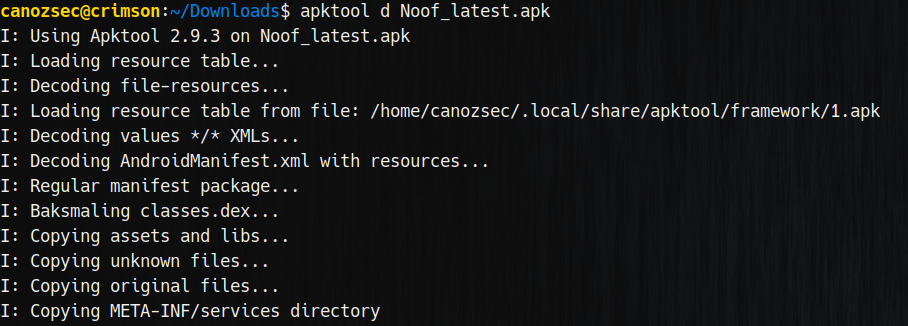 canozsec@crimson:~/Downloads$ apktool d Noof_latest.apk
I: Using Apktool 2.9.3 on Noof_latest.apk
I: Loading resource table...
I: Decoding file-resources...
I: Loading resource table from file: /home/canozsec/.local/share/apktool/framework/1.apk
I: Decoding values */* XMLs...
I: Decoding AndroidManifest.xml with resources...
I: Regular manifest package...
I: Baksmaling classes.dex...
I: Copying assets and libs...
I: Copying unknown files...
I: Copying original files...
I: Copying META-INF/services directory